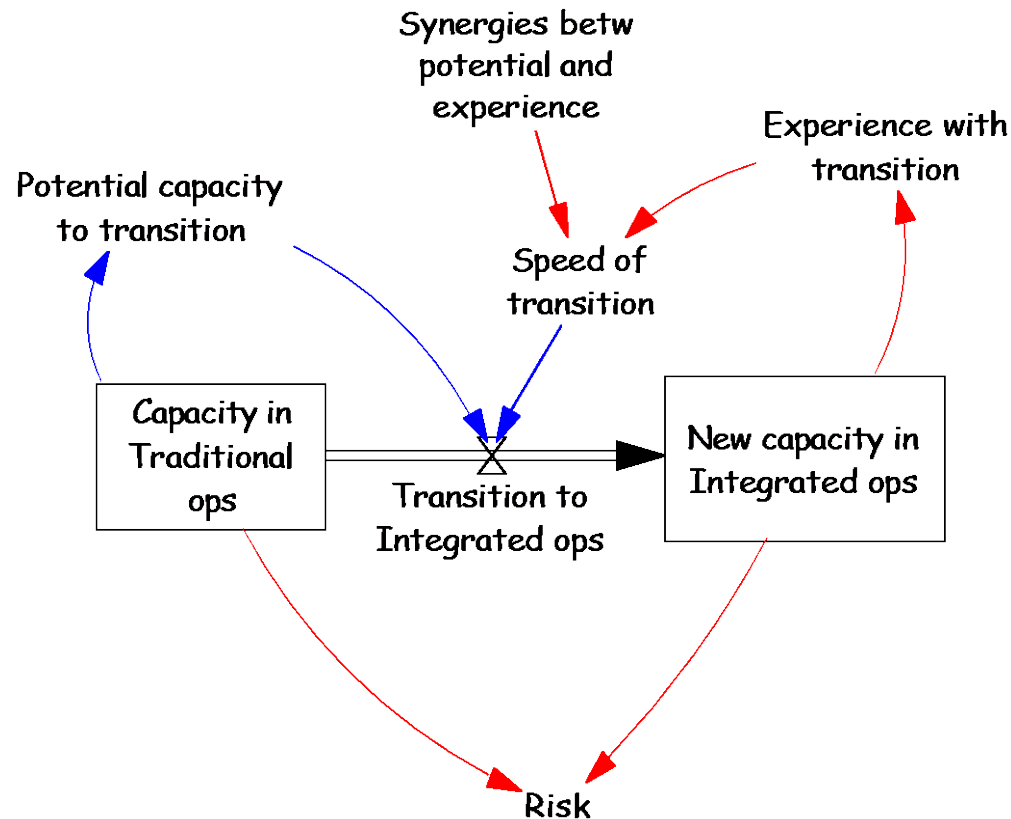 Synergies betw
potential and
experience
Experience with
transition
Potential capacity
to transition
Speed of
transition
Capacity in
Traditional
ops
New capacity in
Integrated ops
Transition to
Integrated ops
Risk